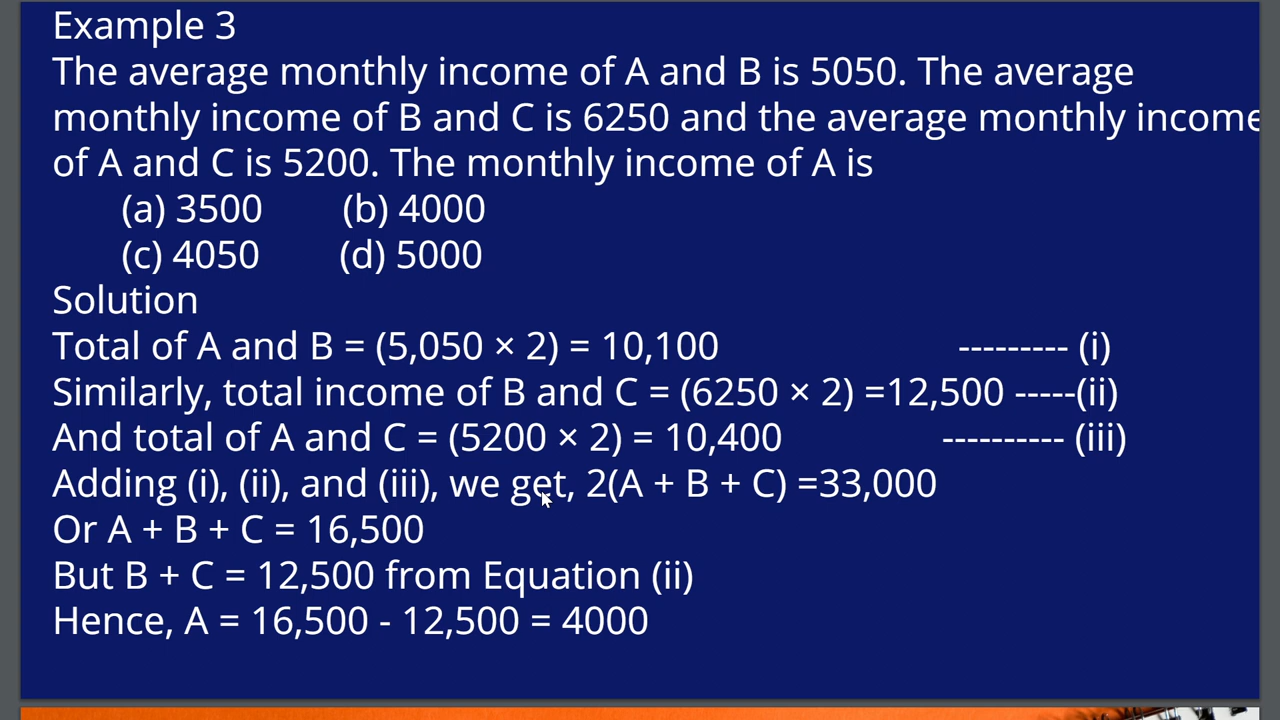 Example 3
The average monthly income of A and B is 5050. The average
monthly income of B and C is 6250 and the average monthly income
of A and C is 5200. The monthly income of A is
(a) 3500 (b) 4000
(c) 4050 (d) 5000
Solution
Total of A and B = (5,050 × 2) = 10,100 --------- (i)
Similarly, total income of B and C = (6250 × 2) =12,500 -----(ii)
And total of A and C = (5200 × 2) = 10,400 ---------- (iii)
Adding (i), (ii), and (iii), we get, 2(A + B + C) =33,000
Or A + B + C = 16,500
But B + C = 12,500 from Equation (ii)
Hence, A = 16,500 - 12,500 = 4000